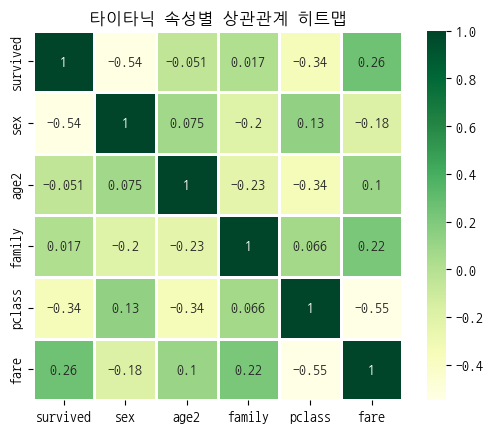 타이타닉 속성별 상관관계 히트맵
survived 1 −0.54 −0.051 0.017 −0.34 0.26
sex −0.54 1 0.075 −0.2 0.13 −0.18
age2 −0.051 0.075 1 −0.23 −0.34 0.1
family 0.017 −0.2 −0.23 1 0.066 0.22
pclass −0.34 0.13 −0.34 0.066 1 −0.55
fare 0.26 −0.18 0.1 0.22 −0.55 1
survived sex age2 family pclass fare
1.0
0.8
0.6
0.4
0.2
0.0
−0.2
−0.4